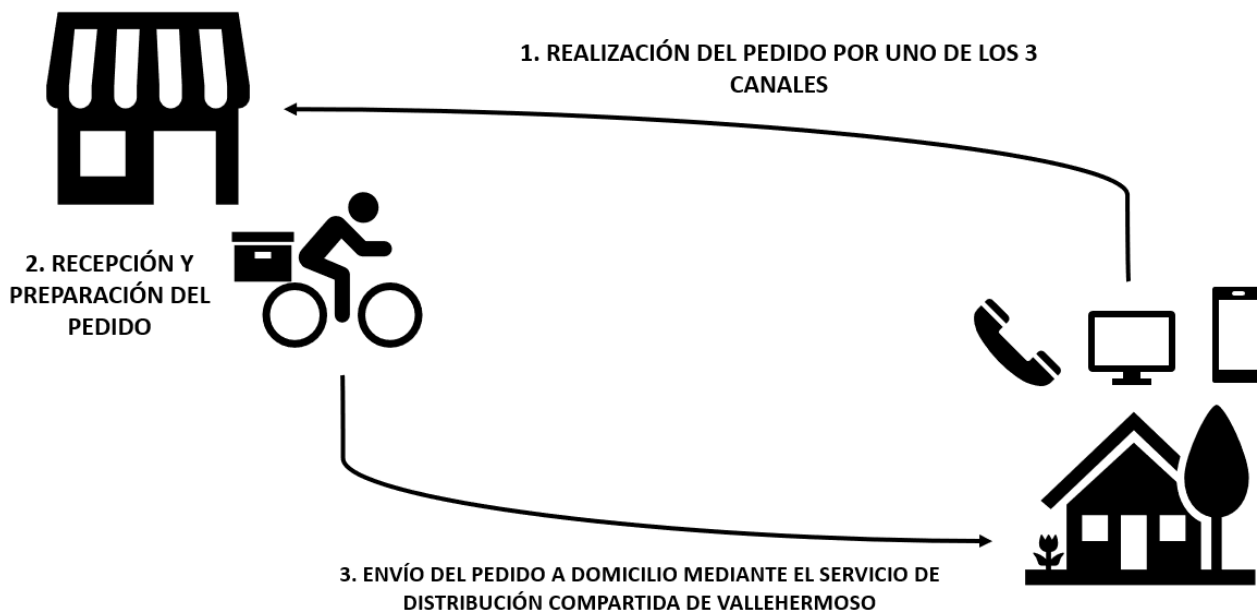 1. REALIZACIÓN DEL PEDIDO POR UNO DE LOS 3
CANALES
2. RECEPCIÓN Y
PREPARACIÓN DEL
PEDIDO
3. ENVÍO DEL PEDIDO A DOMICILIO MEDIANTE EL SERVICIO DE
DISTRIBUCIÓN COMPARTIDA DE VALLEHERMOSO